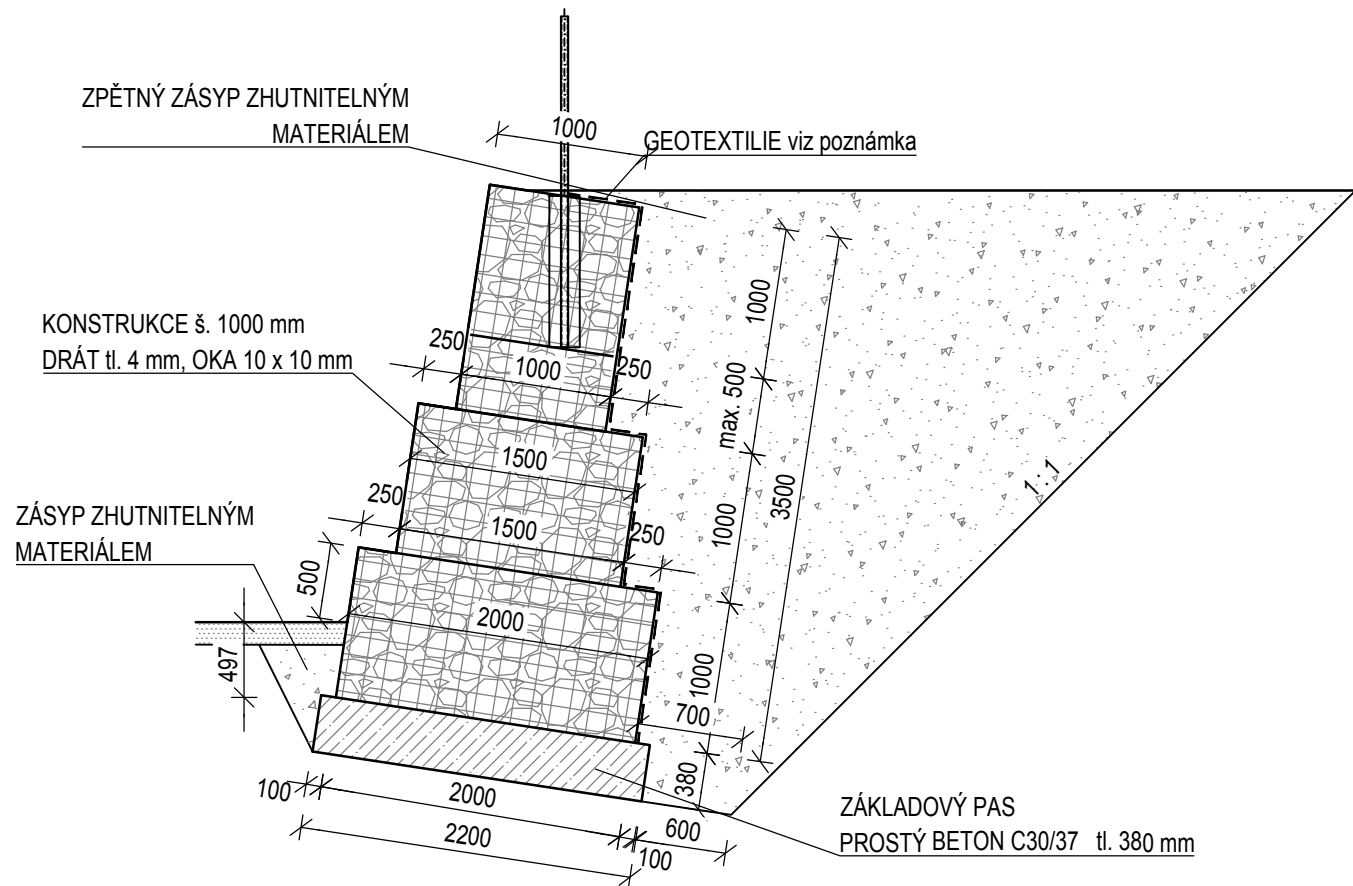 ZPĚTNÝ ZÁSYP ZHUTNITELNÝM
MATERIÁLEM
1000
GEOTEXTILIE viz poznámka
KONSTRUKCE š. 1000 mm
DRÁT tl. 4 mm, OKA 10 x 10 mm
250
1000
250
1000
max. 500
1000
3500
1000
1 : 1
1500
250
1500
250
ZÁSYP ZHUTNITELNÝM
MATERIÁLEM
500
2000
497
700
380
100
2000
600
2200
100
ZÁKLADOVÝ PAS
PROSTÝ BETON C30/37 tl. 380 mm